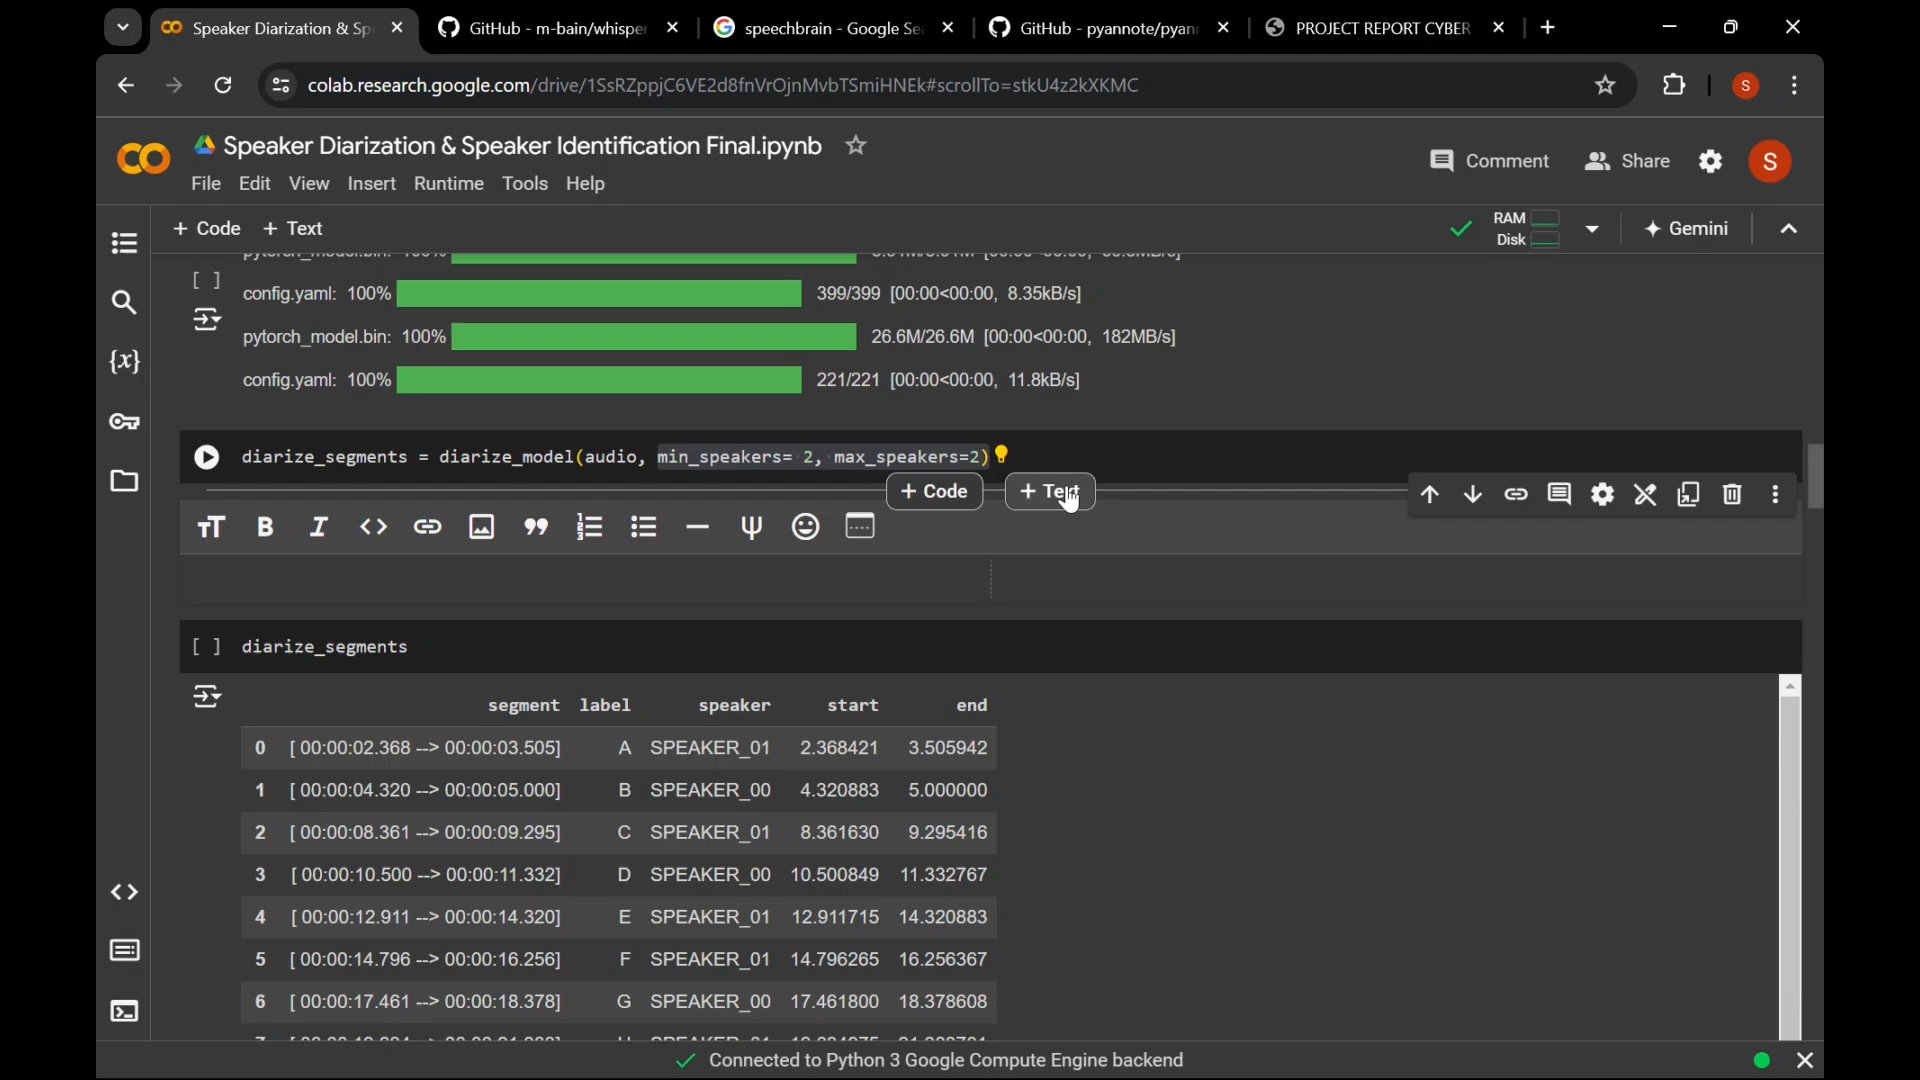 Speaker Diarization & Sp
GitHub - m-bain/whisper
speechbrain - Google Sea
GitHub - pyannote/pyann
PROJECT REPORT CYBER
colab.research.google.com/drive/1SsRZppjC6VE2d8fnVrOjnMvbTSmiHNEk#scrollTo=stkU4z2kXKMC
S
Speaker Diarization & Speaker Identification Final.ipynb
File Edit View Insert Runtime Tools Help
Comment
Share
S
+ Code + Text
RAM
Disk
Gemini
[ ]
config.yaml: 100% 399/399 [00:00<00:00, 8.35kB/s]
pytorch_model.bin: 100% 26.6M/26.6M [00:00<00:00, 182MB/s]
config.yaml: 100% 221/221 [00:00<00:00, 11.8kB/s]
diarize_segments = diarize_model(audio, min_speakers= 2, max_speakers=2)
+ Code
+ Text
[ ] diarize_segments
segment label speaker start end
0 [ 00:00:02.368 --> 00:00:03.505] A SPEAKER_01 2.368421 3.505942
1 [ 00:00:04.320 --> 00:00:05.000] B SPEAKER_00 4.320883 5.000000
2 [ 00:00:08.361 --> 00:00:09.295] C SPEAKER_01 8.361630 9.295416
3 [ 00:00:10.500 --> 00:00:11.332] D SPEAKER_00 10.500849 11.332767
4 [ 00:00:12.911 --> 00:00:14.320] E SPEAKER_01 12.911715 14.320883
5 [ 00:00:14.796 --> 00:00:16.256] F SPEAKER_01 14.796265 16.256367
6 [ 00:00:17.461 --> 00:00:18.378] G SPEAKER_00 17.461800 18.378608
Connected to Python 3 Google Compute Engine backend